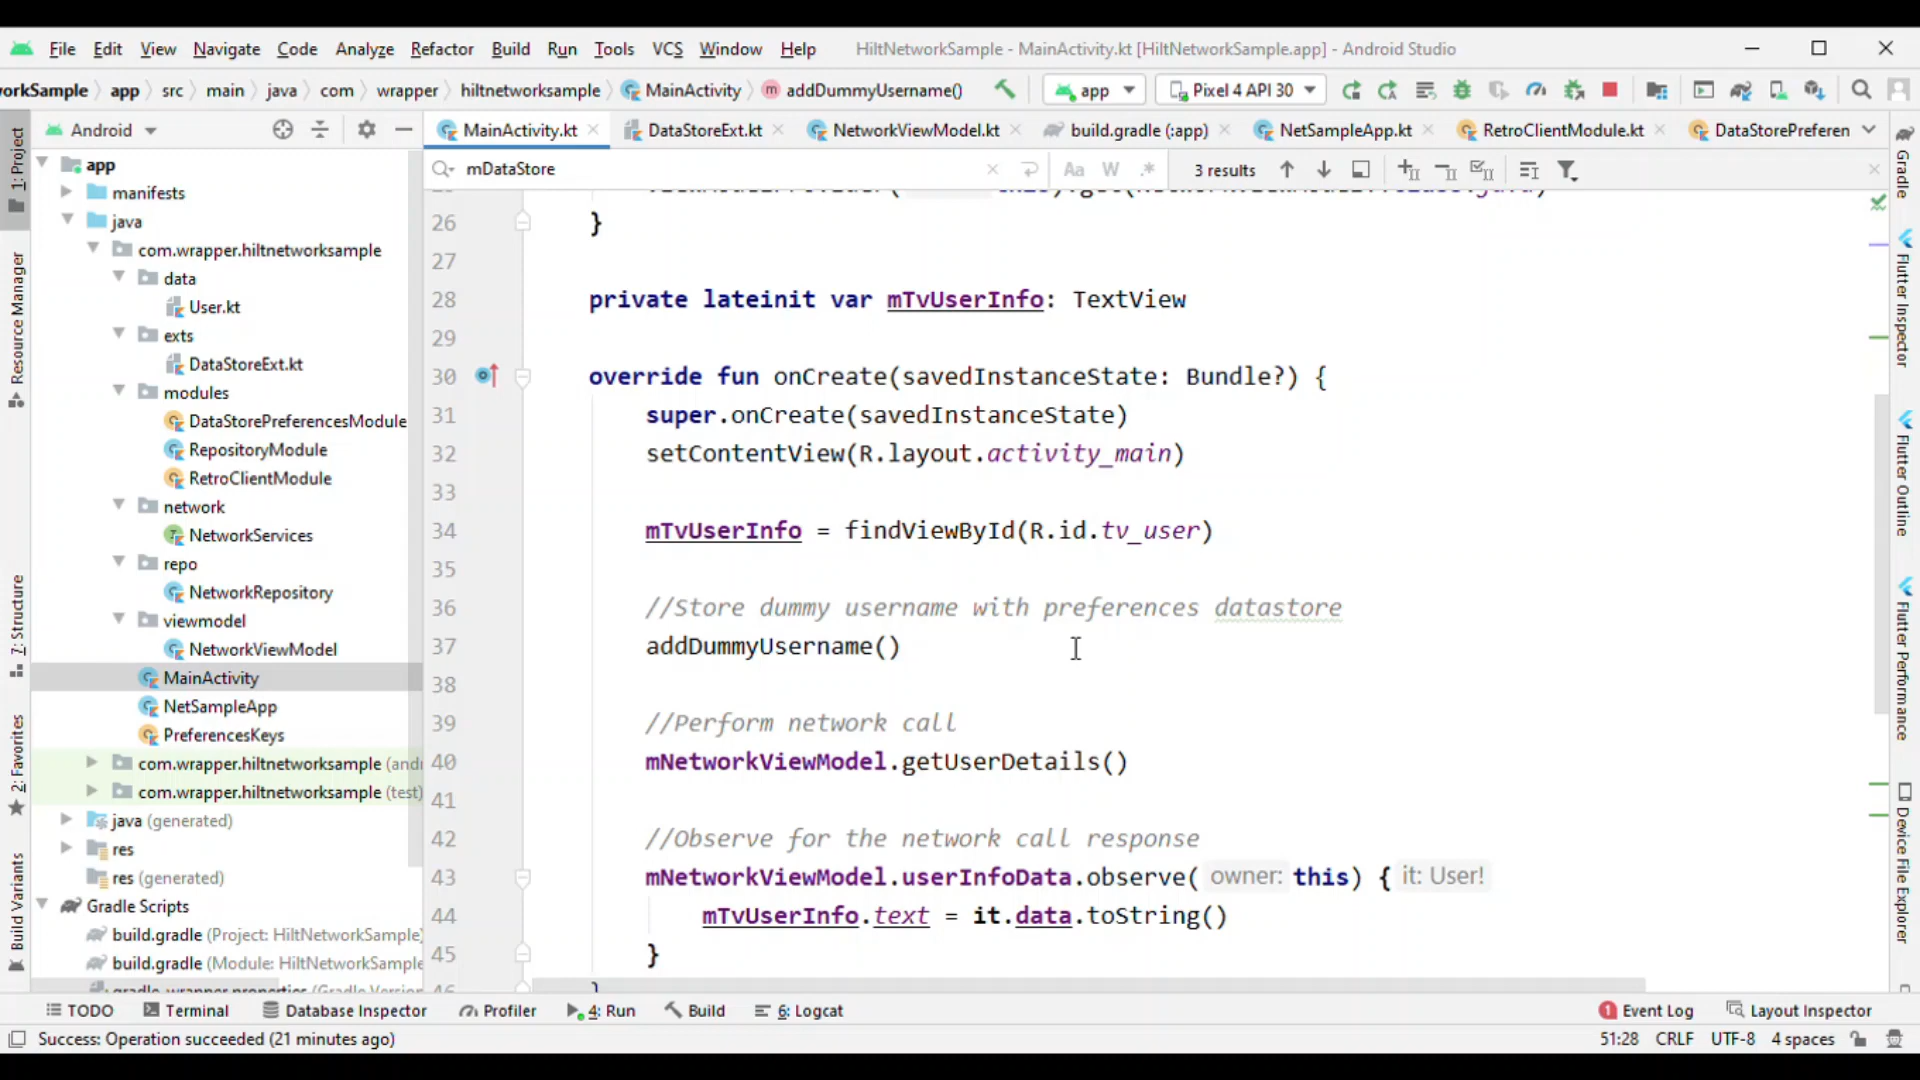 File Edit View Navigate Code Analyze Refactor Build Run Tools VCS Window Help HiltNetworkSample - MainActivity.kt [HiltNetworkSample.app] - Android Studio
workSample app src main java com wrapper hiltnetworksample MainActivity addDummyUsername() app Pixel 4 API 30
Android MainActivity.kt DataStoreExt.kt NetworkViewModel.kt build.gradle (:app) NetSampleApp.kt RetroClientModule.kt DataStorePreferen
mDataStore Aa W .* 3 results
1: Project
Resource Manager
7: Structure
2: Favorites
Build Variants
app
manifests
java
com.wrapper.hiltnetworksample
data
User.kt
exts
DataStoreExt.kt
modules
DataStorePreferencesModule
RepositoryModule
RetroClientModule
network
NetworkServices
repo
NetworkRepository
viewmodel
NetworkViewModel
MainActivity
NetSampleApp
PreferencesKeys
com.wrapper.hiltnetworksample (andr
com.wrapper.hiltnetworksample (test)
java (generated)
res
res (generated)
Gradle Scripts
build.gradle (Project: HiltNetworkSample)
build.gradle (Module: HiltNetworkSample
26 }
27
28 private lateinit var mTvUserInfo: TextView
29
30 override fun onCreate(savedInstanceState: Bundle?) {
31 super.onCreate(savedInstanceState)
32 setContentView(R.layout.activity_main)
33
34 mTvUserInfo = findViewById(R.id.tv_user)
35
36 //Store dummy username with preferences datastore
37 addDummyUsername()
38
39 //Perform network call
40 mNetworkViewModel.getUserDetails()
41
42 //Observe for the network call response
43 mNetworkViewModel.userInfoData.observe( owner: this) { it: User!
44 mTvUserInfo.text = it.data.toString()
45 }
Gradle
Flutter Inspector
Flutter Outline
Flutter Performance
Device File Explorer
TODO Terminal Database Inspector Profiler 4: Run Build 6: Logcat 1 Event Log Layout Inspector
Success: Operation succeeded (21 minutes ago) 51:28 CRLF UTF-8 4 spaces